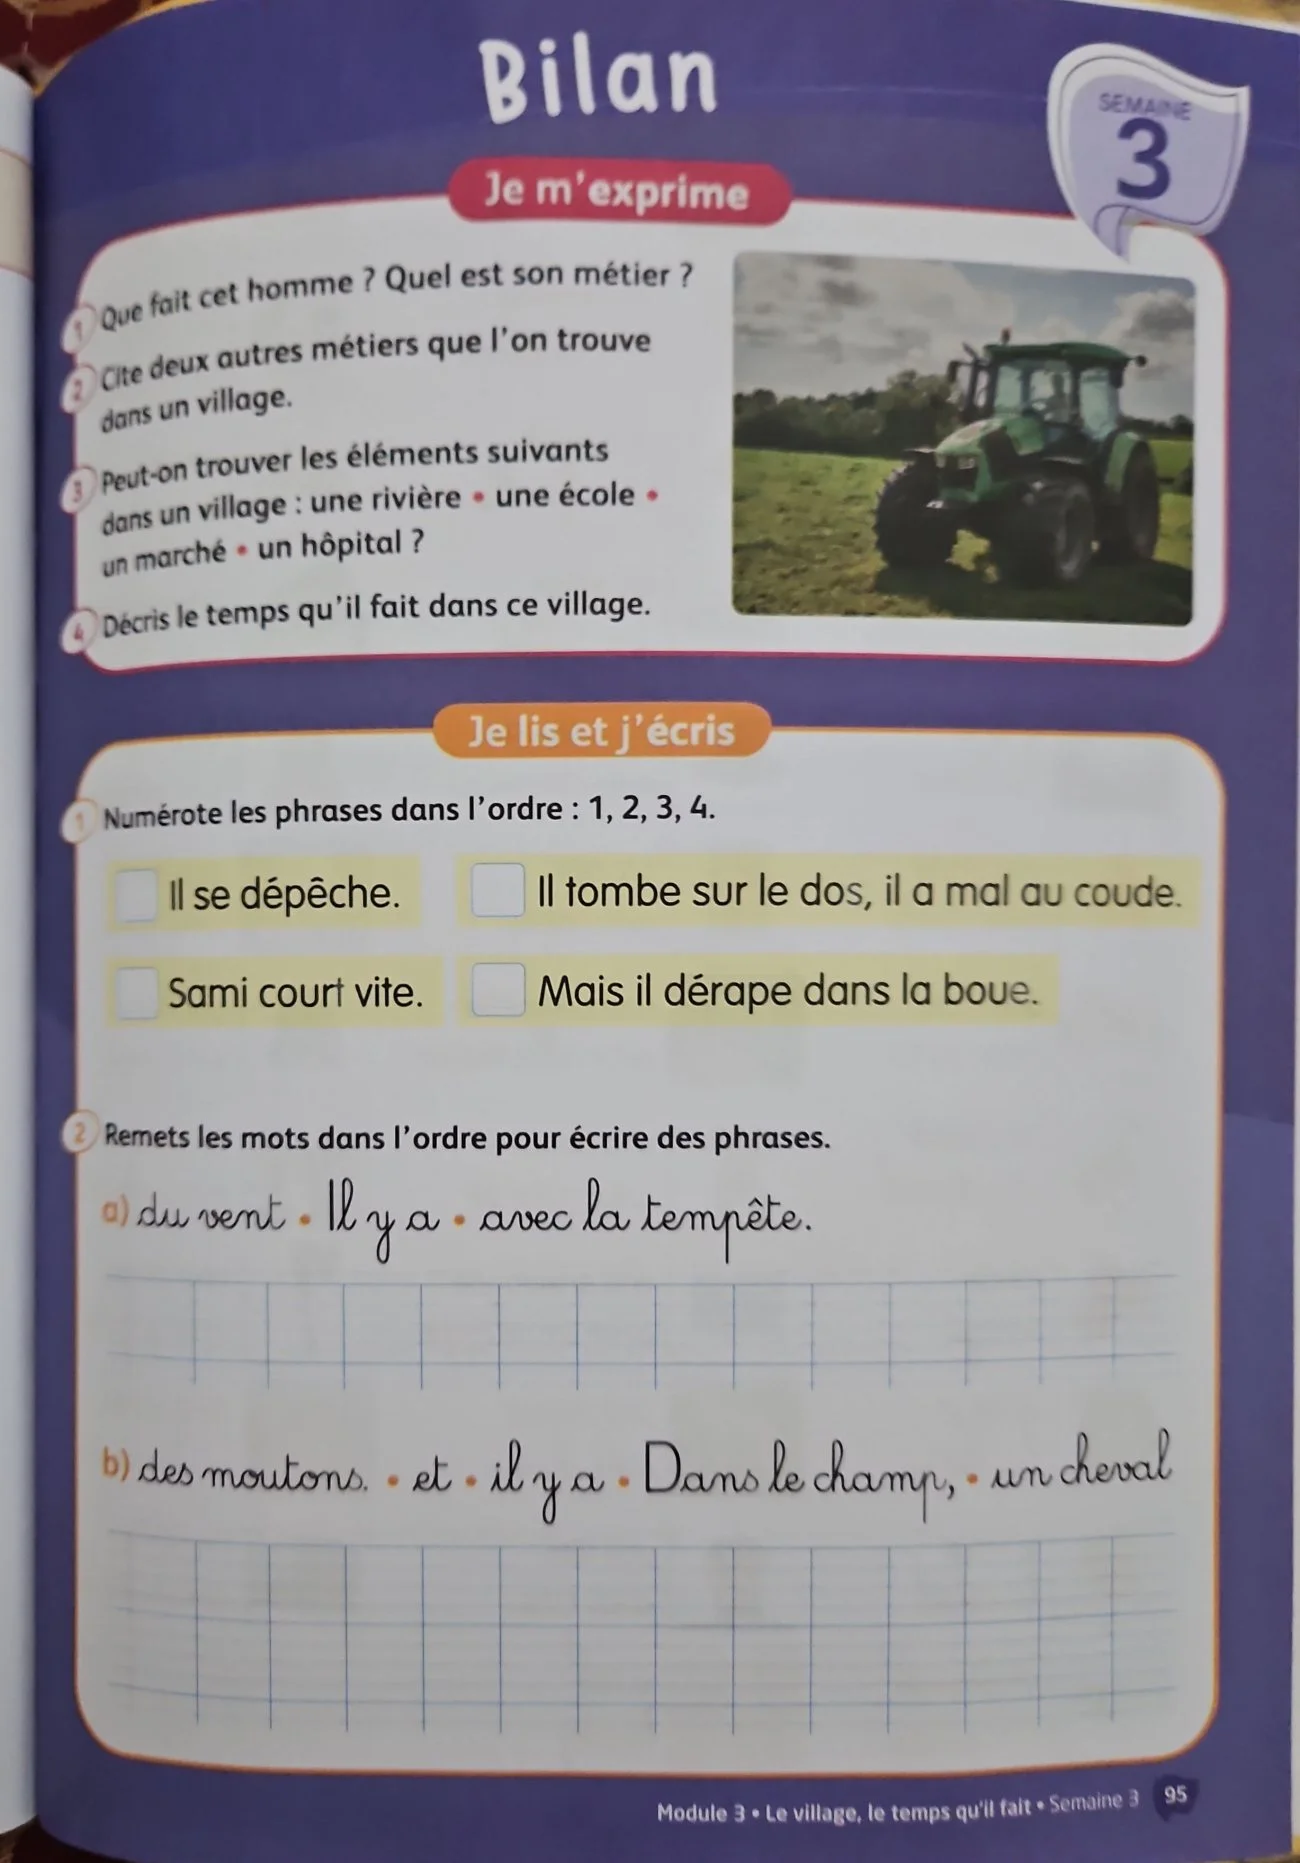 Bilan
SEMAINE
3
Je m'exprime
1 Que fait cet homme ? Quel est son métier ?
2 Cite deux autres métiers que l'on trouve
dans un village.
3 Peut-on trouver les éléments suivants
dans un village : une rivière • une école •
un marché • un hôpital ?
4 Décris le temps qu'il fait dans ce village.
Je lis et j'écris
1 Numérote les phrases dans l'ordre : 1, 2, 3, 4.
Il se dépêche.
Il tombe sur le dos, il a mal au coude.
Sami court vite.
Mais il dérape dans la boue.
2 Remets les mots dans l'ordre pour écrire des phrases.
a) du vent • Il y a • avec la tempête.
b) des moutons. • et • il y a • Dans le champ, • un cheval
Module 3 • Le village, le temps qu'il fait • Semaine 3 95